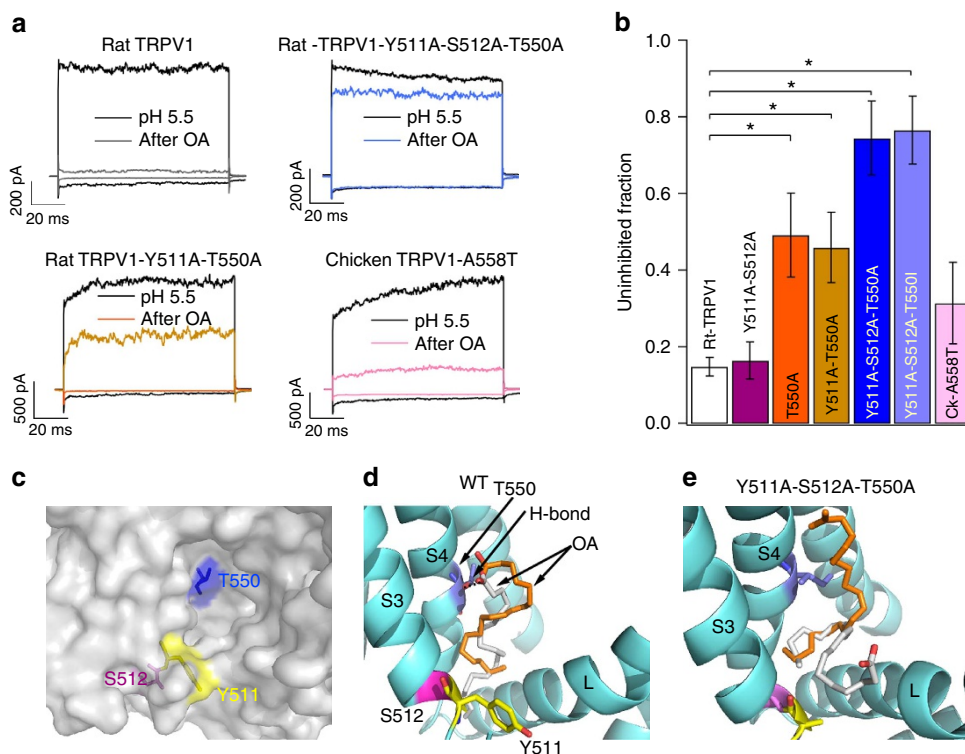 a
Rat TRPV1
pH 5.5
After OA
200 pA
20 ms
Rat -TRPV1-Y511A-S512A-T550A
pH 5.5
After OA
200 pA
20 ms
Rat TRPV1-Y511A-T550A
pH 5.5
After OA
500 pA
20 ms
Chicken TRPV1-A558T
pH 5.5
After OA
500 pA
20 ms
b
Uninhibited fraction
1.0
0.8
0.6
0.4
0.2
0.0
*
*
*
*
Rt-TRPV1
Y511A-S512A
T550A
Y511A-T550A
Y511A-S512A-T550A
Y511A-S512A-T550I
Ck-A558T
c
T550
S512
Y511
d
WT
T550
H-bond
OA
S4
S3
L
S512
Y511
e
Y511A-S512A-T550A
S4
S3
L